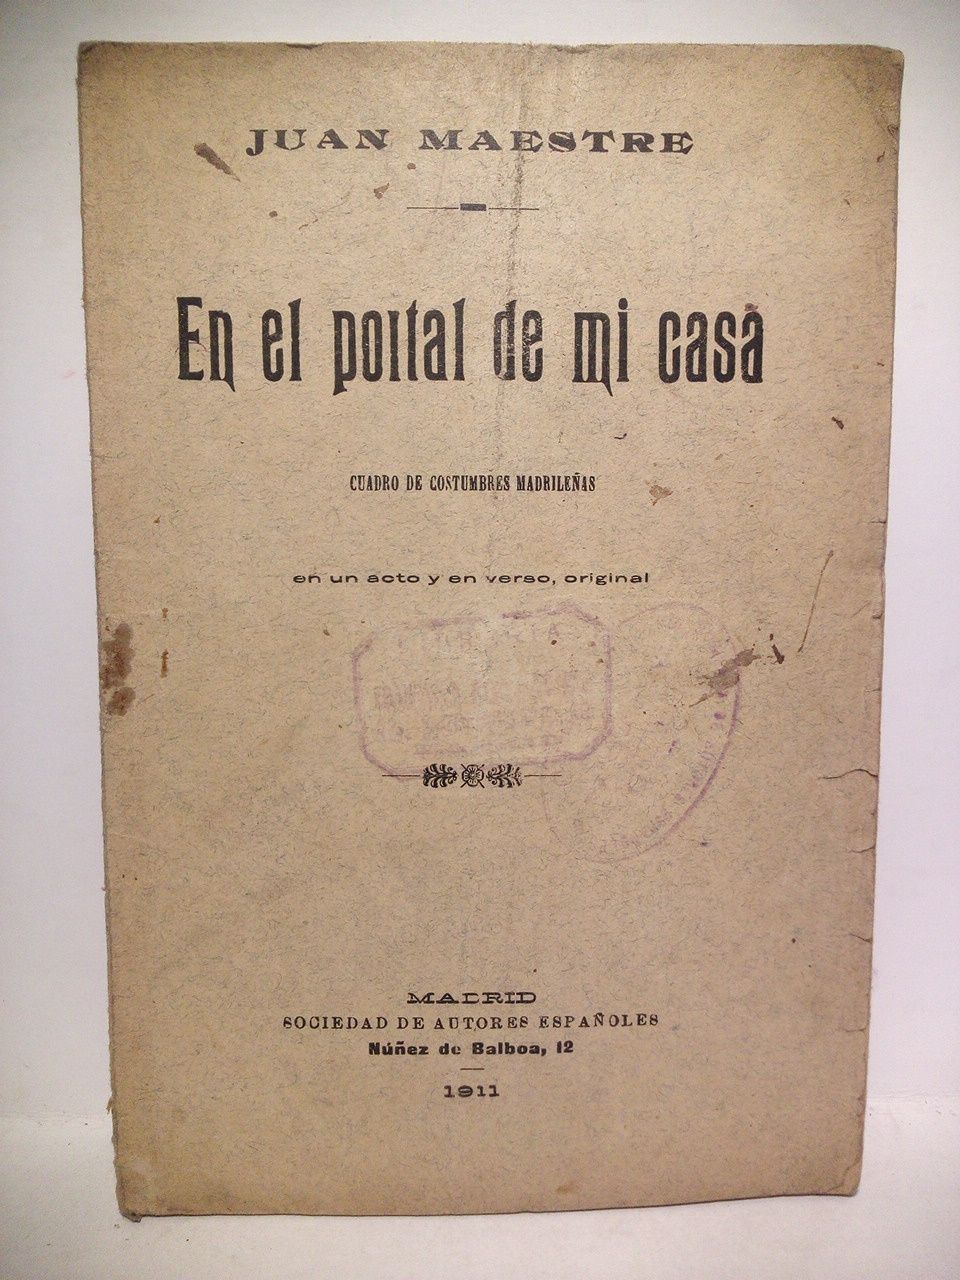 JUAN MAESTRE
En el portal de mi casa
CUADRO DE COSTUMBRES MADRILEÑAS
en un acto y en verso, original
MADRID
SOCIEDAD DE AUTORES ESPAÑOLES
Núñez de Balboa, 12
1911